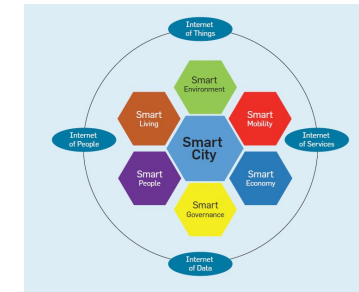 Internet
of Things
Smart
Environment
Smart
Living
Smart
Mobility
Internet
of People
Smart
City
Internet
of Services
Smart
People
Smart
Economy
Smart
Governance
Internet
of Data